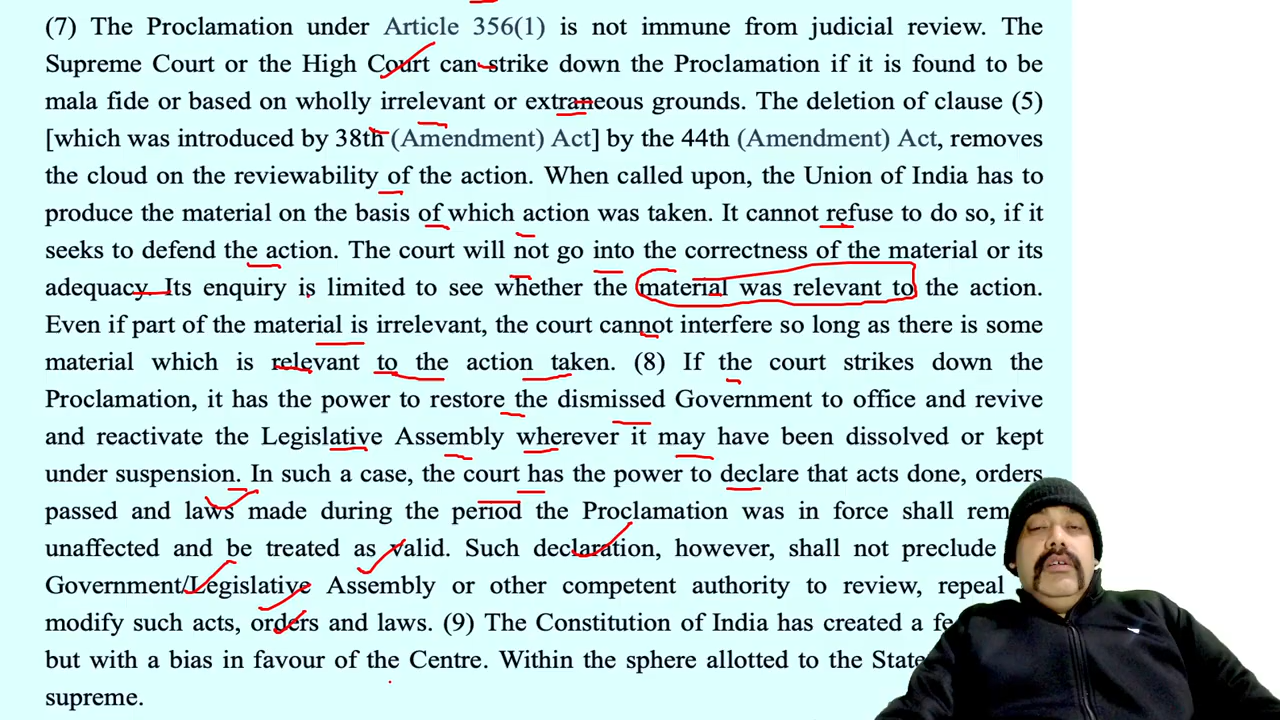 (7) The Proclamation under Article 356(1) is not immune from judicial review. The
Supreme Court or the High Court can strike down the Proclamation if it is found to be
mala fide or based on wholly irrelevant or extraneous grounds. The deletion of clause (5)
[which was introduced by 38th (Amendment) Act] by the 44th (Amendment) Act, removes
the cloud on the reviewability of the action. When called upon, the Union of India has to
produce the material on the basis of which action was taken. It cannot refuse to do so, if it
seeks to defend the action. The court will not go into the correctness of the material or its
adequacy. Its enquiry is limited to see whether the material was relevant to the action.
Even if part of the material is irrelevant, the court cannot interfere so long as there is some
material which is relevant to the action taken. (8) If the court strikes down the
Proclamation, it has the power to restore the dismissed Government to office and revive
and reactivate the Legislative Assembly wherever it may have been dissolved or kept
under suspension. In such a case, the court has the power to declare that acts done, orders
passed and laws made during the period the Proclamation was in force shall
unaffected and be treated as valid. Such declaration, however, shall not preclude
Government/Legislative Assembly or other competent authority to review, repeal
modify such acts, orders and laws. (9) The Constitution of India has created a
but with a bias in favour of the Centre. Within the sphere allotted to the
supreme.